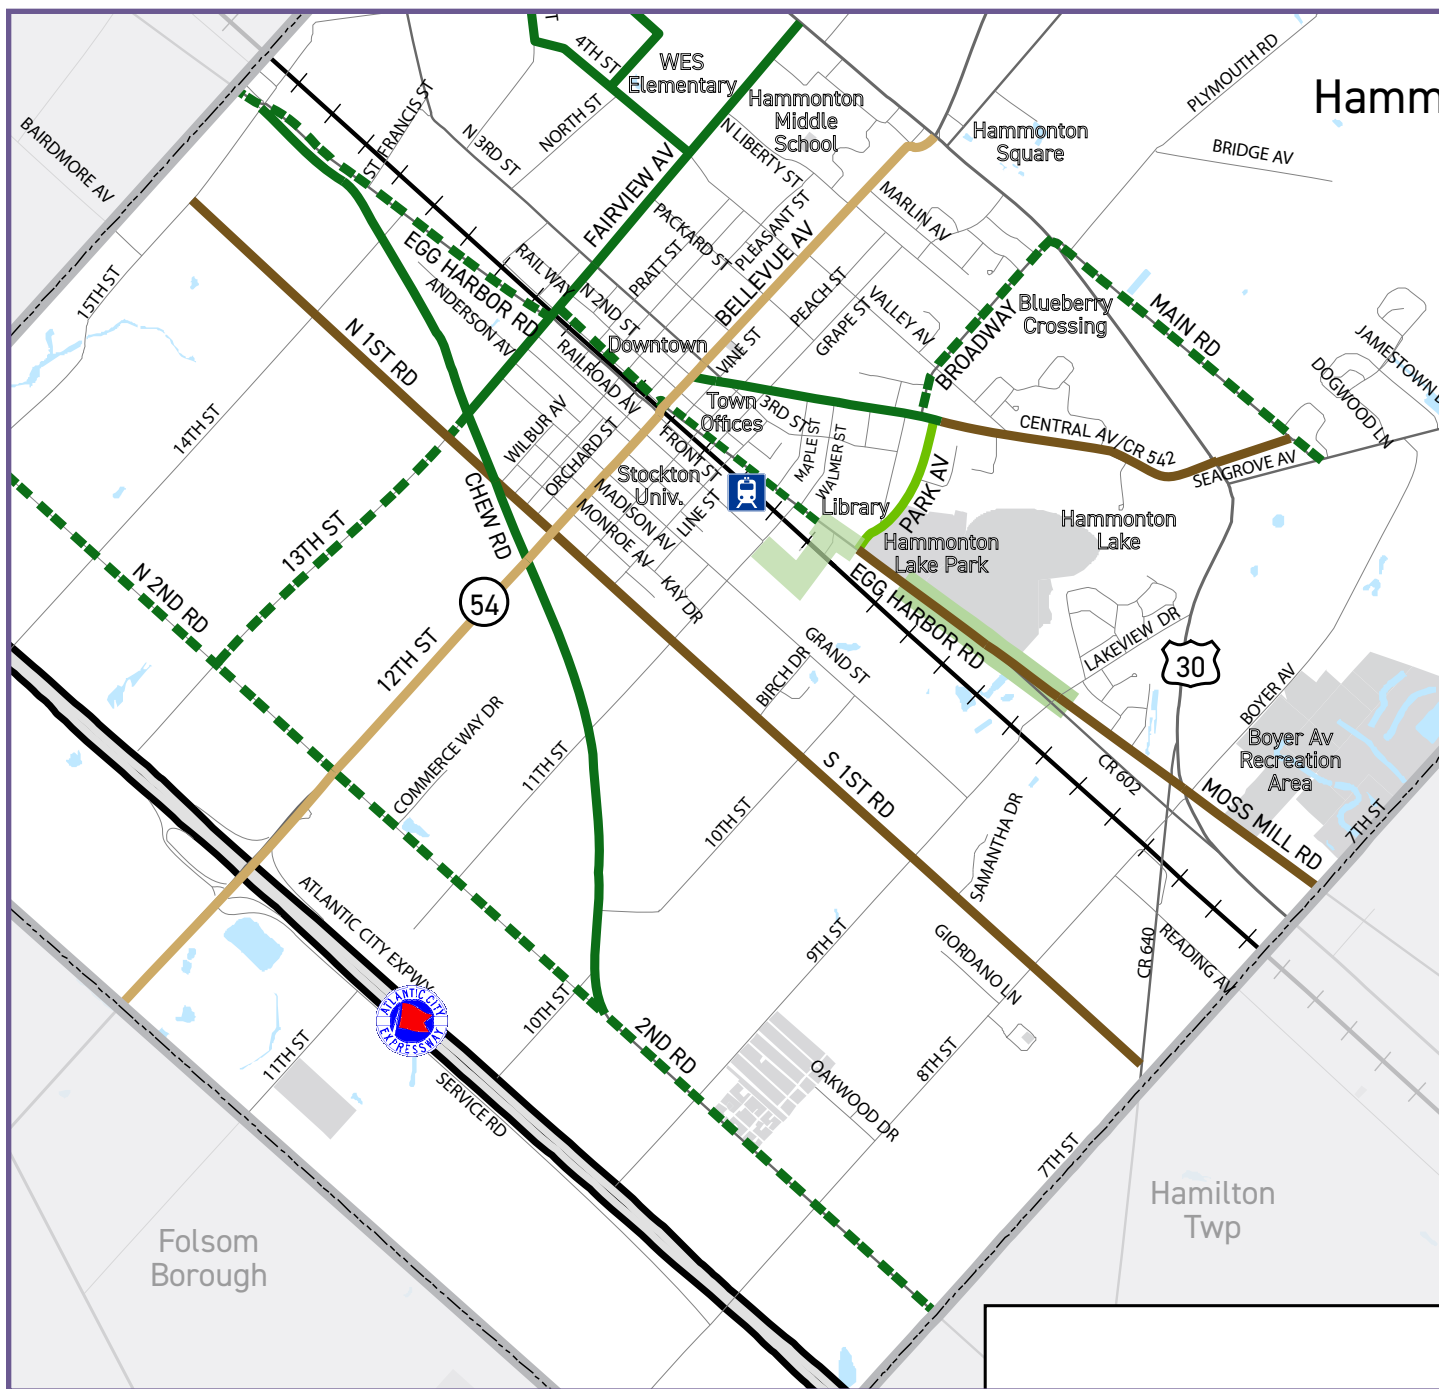 4TH ST
WES
Elementary
Hamm
PLYMOUTH RD
BAIRDMORE AV
ST. FRANCIS ST
N 3RD ST
NORTH ST
Hammonton
Middle
School
N LIBERTY ST
Hammonton
Square
BRIDGE AV
FAIRVIEW AV
PACKARD ST
PLEASANT ST
MARLIN AV
15TH ST
EGG HARBOR RD
RAILWAY
PRATT ST
BELLEVUE AV
PEACH ST
ANDERSON AV
N 2ND ST
GRAPE ST
VALLEY AV
Blueberry
Crossing
MAIN RD
N 1ST RD
Downtown
VINE ST
BROADWAY
JAMESTOWN
DOGWOOD LN
RAILROAD AV
14TH ST
WILBUR AV
ORCHARD ST
Town
Offices
3RD ST
MAPLE ST
WALMER ST
CENTRAL AV/CR 542
SEAGROVE AV
FRONT ST
Stockton
Univ.
CHEW RD
MADISON AV
MONROE AV
LINE ST
Library
PARK AV
Hammonton
Lake
Hammonton
Lake Park
13TH ST
N 2ND RD
54
KAY DR
EGG HARBOR RD
12TH ST
GRAND ST
BIRCH DR
LAKEVIEW DR
30
BOYER AV
COMMERCE WAY DR
11TH ST
S 1ST RD
CR 602
Boyer Av
Recreation
Area
MOSS MILL RD
7TH ST
10TH ST
SAMANTHA DR
ATLANTIC CITY EXPWY
9TH ST
GIORDANO LN
CR 640
READING AV
ATLANTIC CITY
EXPRESSWAY
10TH ST
2ND RD
11TH ST
SERVICE RD
OAKWOOD DR
8TH ST
7TH ST
Hamilton
Twp
Folsom
Borough